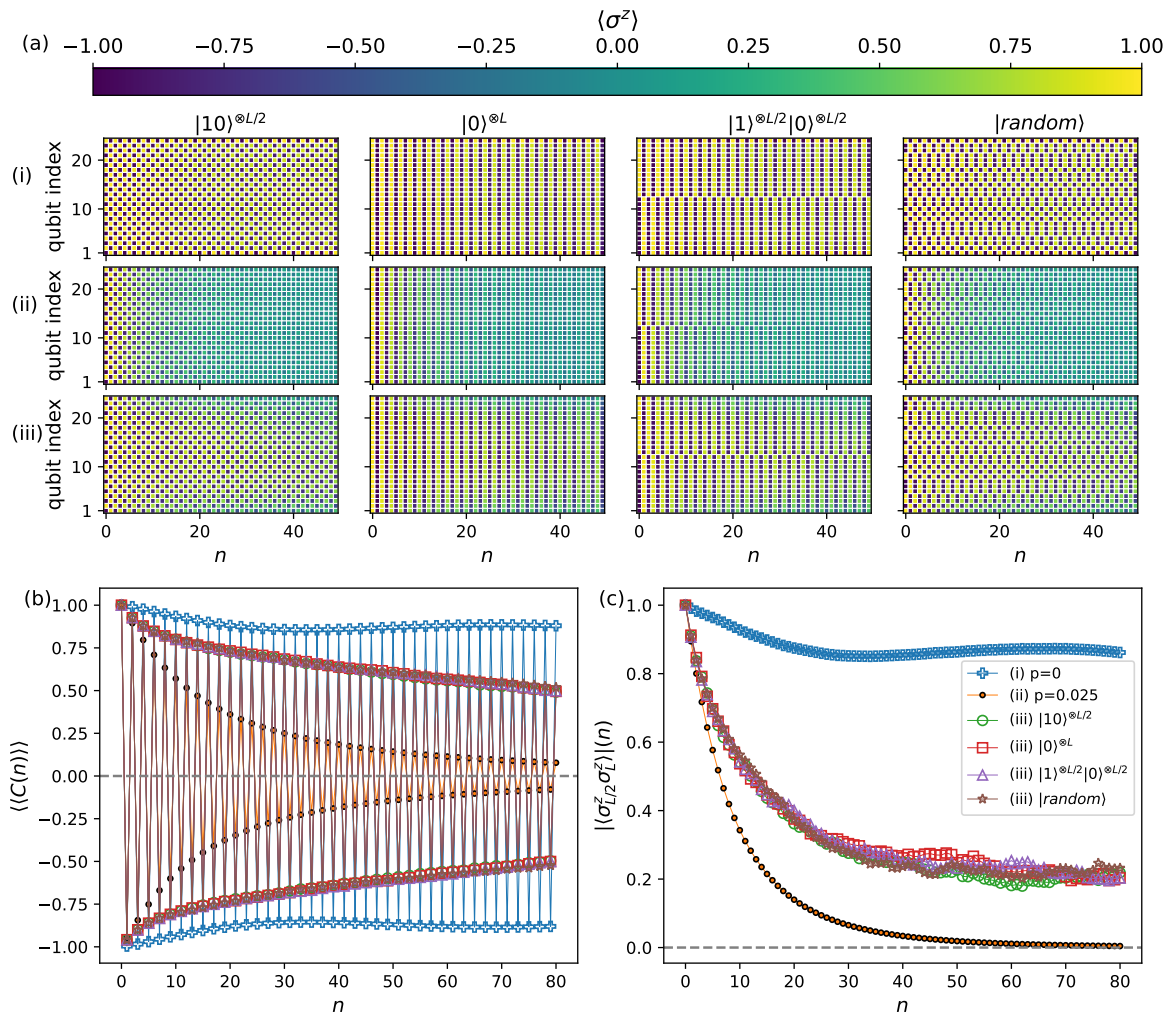 ⟨σᶻ⟩
(a)
−1.00 −0.75 −0.50 −0.25 0.00 0.25 0.50 0.75 1.00
|10⟩^{⊗L/2} |0⟩^{⊗L} |1⟩^{⊗L/2}|0⟩^{⊗L/2} |random⟩
(i)
qubit index
20
10
1
(ii)
qubit index
20
10
1
(iii)
qubit index
20
10
1
0 20 40 0 20 40 0 20 40 0 20 40
n n n n
(b)
⟨⟨C(n)⟩⟩
1.00
0.75
0.50
0.25
0.00
−0.25
−0.50
−0.75
−1.00
0 10 20 30 40 50 60 70 80
n
(c)
|⟨σ^z_{L/2}σ^z_L⟩|(n)
1.0
0.8
0.6
0.4
0.2
0.0
(i) p=0
(ii) p=0.025
(iii) |10⟩^{⊗L/2}
(iii) |0⟩^{⊗L}
(iii) |1⟩^{⊗L/2}|0⟩^{⊗L/2}
(iii) |random⟩
0 10 20 30 40 50 60 70 80
n